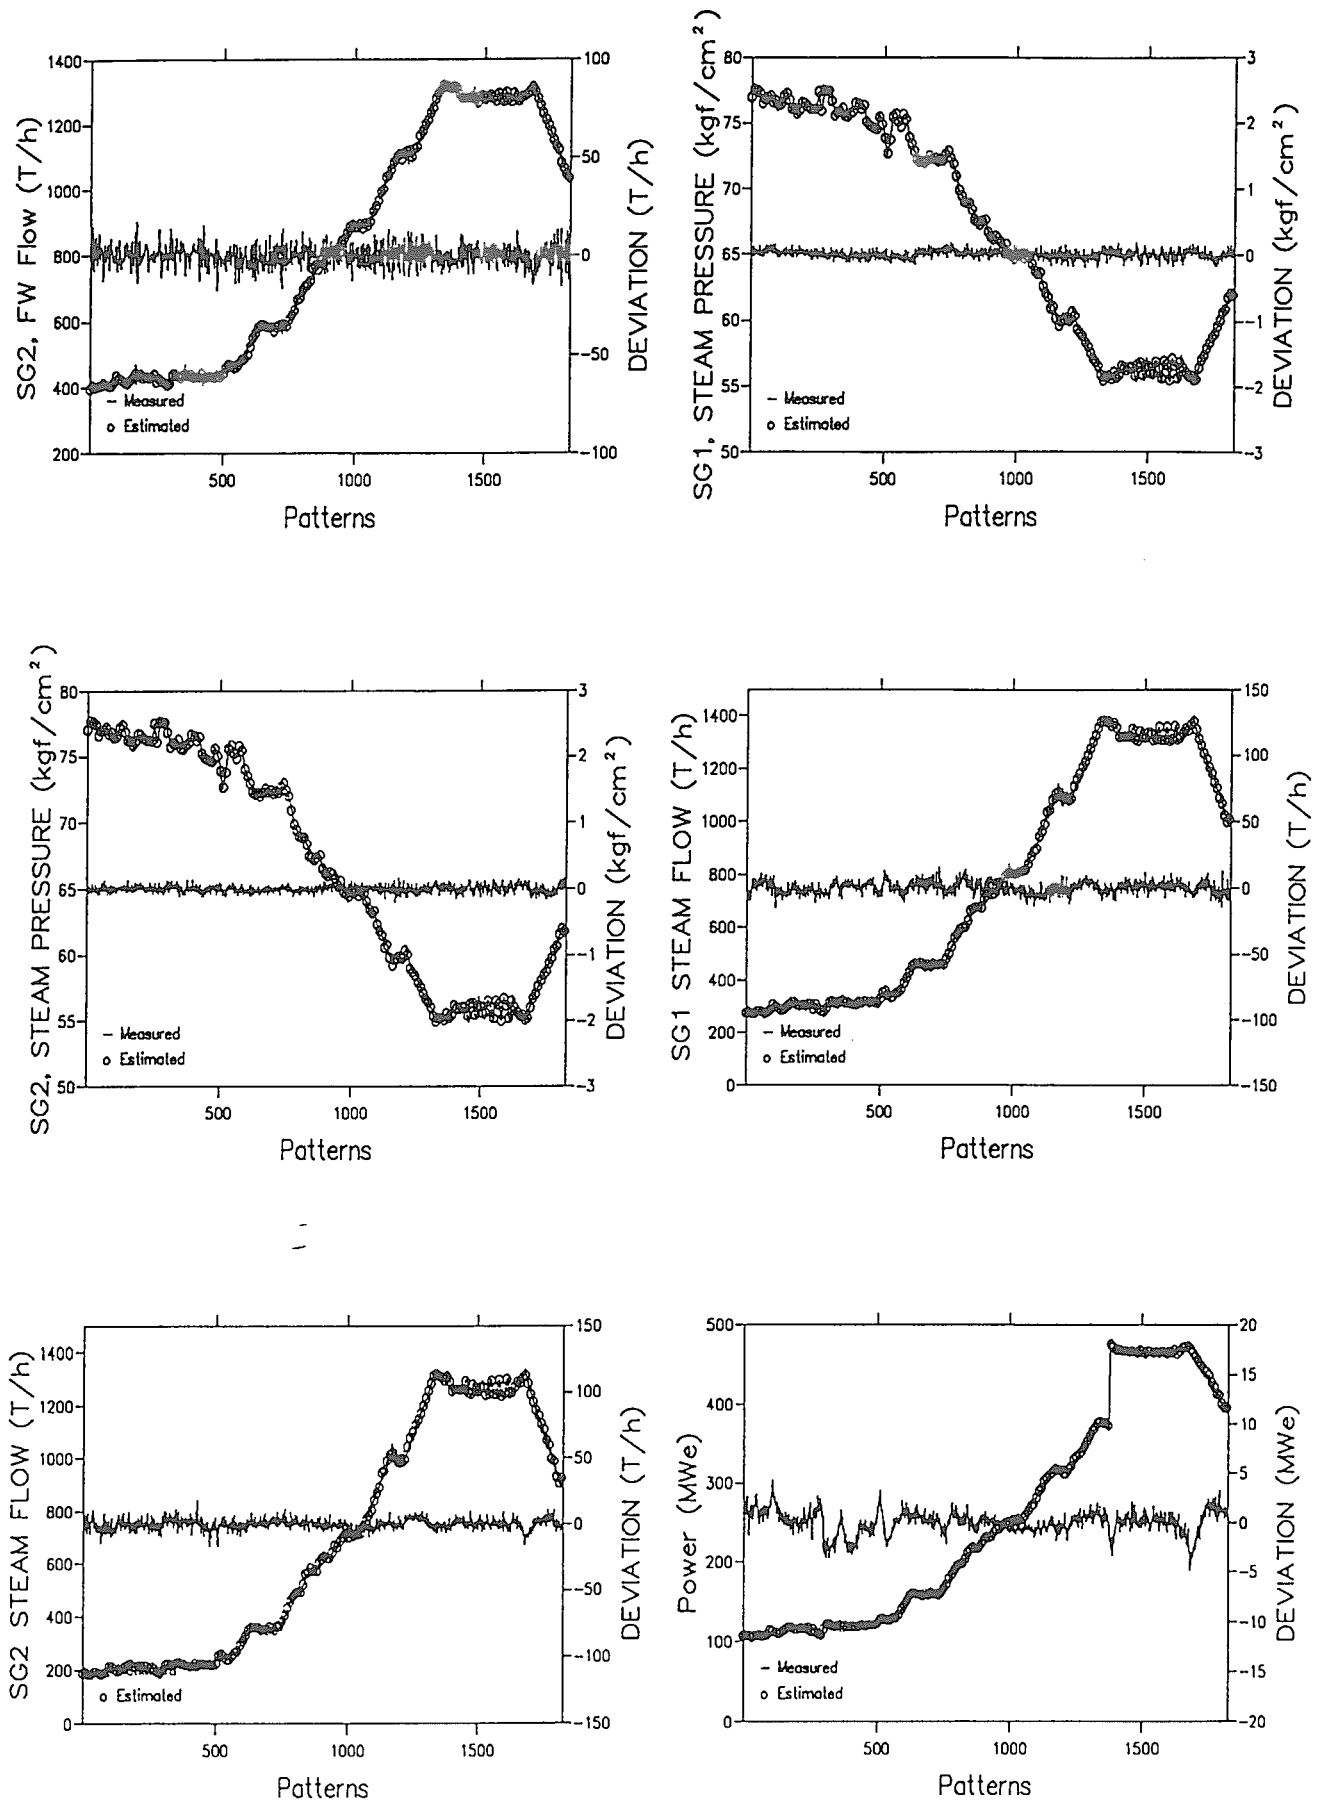 SG2, FW Flow (T/h)
1400
1200
1000
800
600
400
200
100
50
0
-50
-100
DEVIATION (T/h)
– Measured
o Estimated
500 1000 1500
Patterns
SG1, STEAM PRESSURE (kgf/cm²)
80
75
70
65
60
55
50
3
2
1
0
-1
-2
-3
DEVIATION (kgf/cm²)
– Measured
o Estimated
500 1000 1500
Patterns
SG2, STEAM PRESSURE (kgf/cm²)
80
75
70
65
60
55
50
3
2
1
0
-1
-2
-3
DEVIATION (kgf/cm²)
– Measured
o Estimated
500 1000 1500
Patterns
SG1 STEAM FLOW (T/h)
1400
1200
1000
800
600
400
200
0
150
100
50
0
-50
-100
-150
DEVIATION (T/h)
– Measured
o Estimated
500 1000 1500
Patterns
SG2 STEAM FLOW (T/h)
1400
1200
1000
800
600
400
200
0
150
100
50
0
-50
-100
-150
DEVIATION (T/h)
o Estimated
500 1000 1500
Patterns
Power (MWe)
500
400
300
200
100
0
20
15
10
5
0
-5
-10
-15
-20
DEVIATION (MWe)
– Measured
o Estimated
500 1000 1500
Patterns